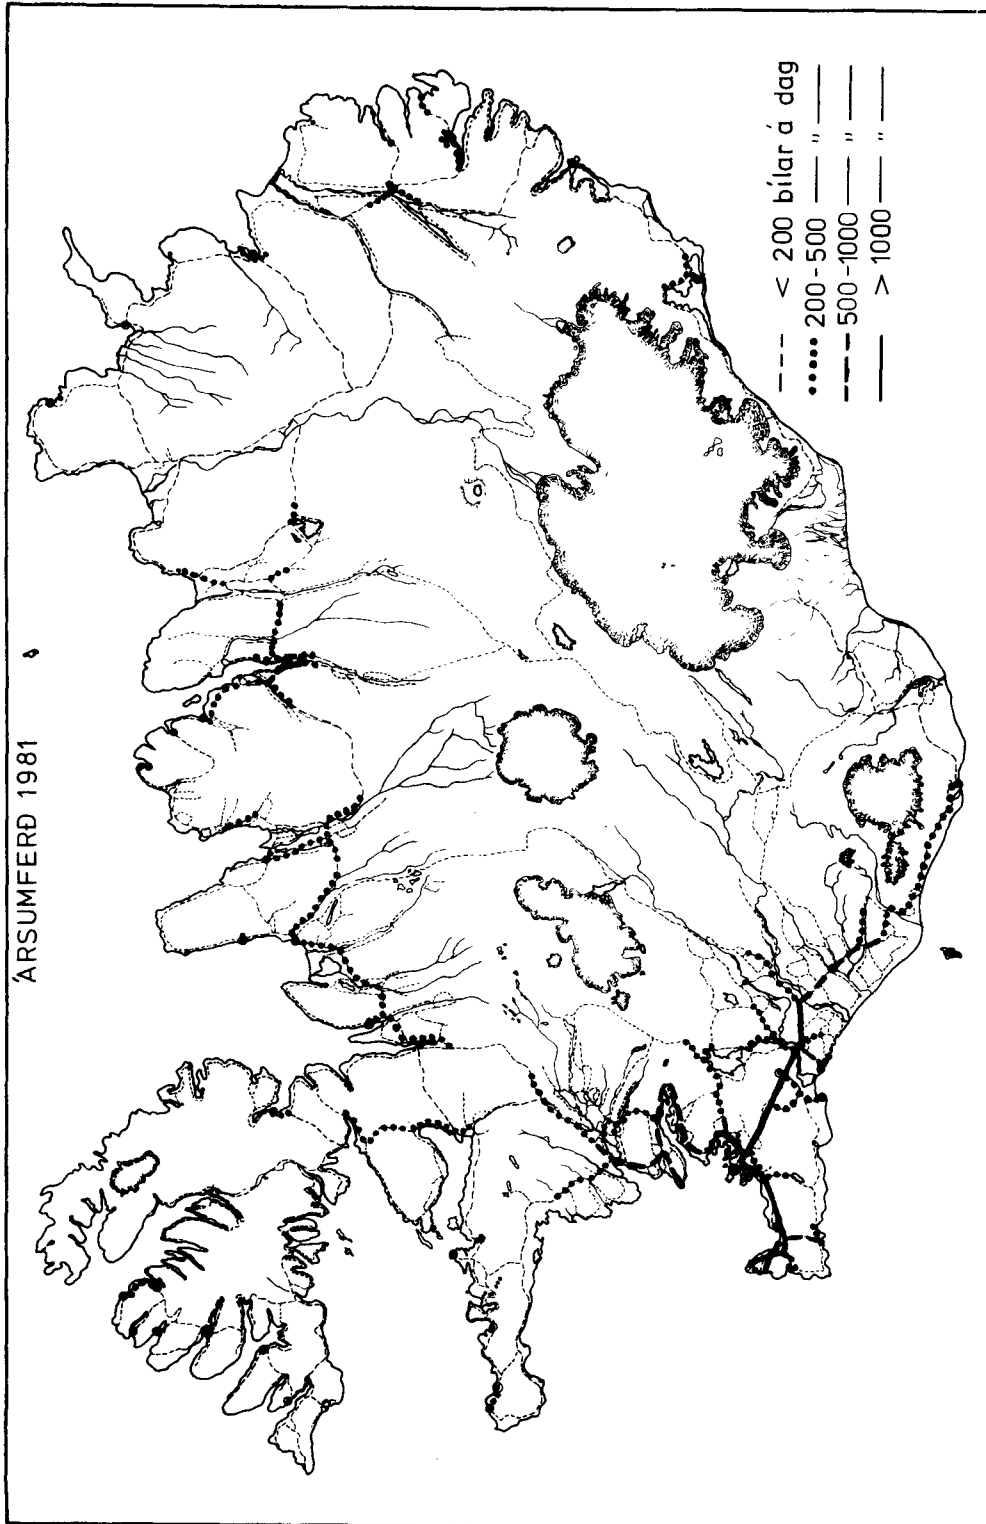 ÁRSUMFERÐ 1981
< 200 bílar á dag
200-500 — " —
500-1000 — " —
> 1000 — " —